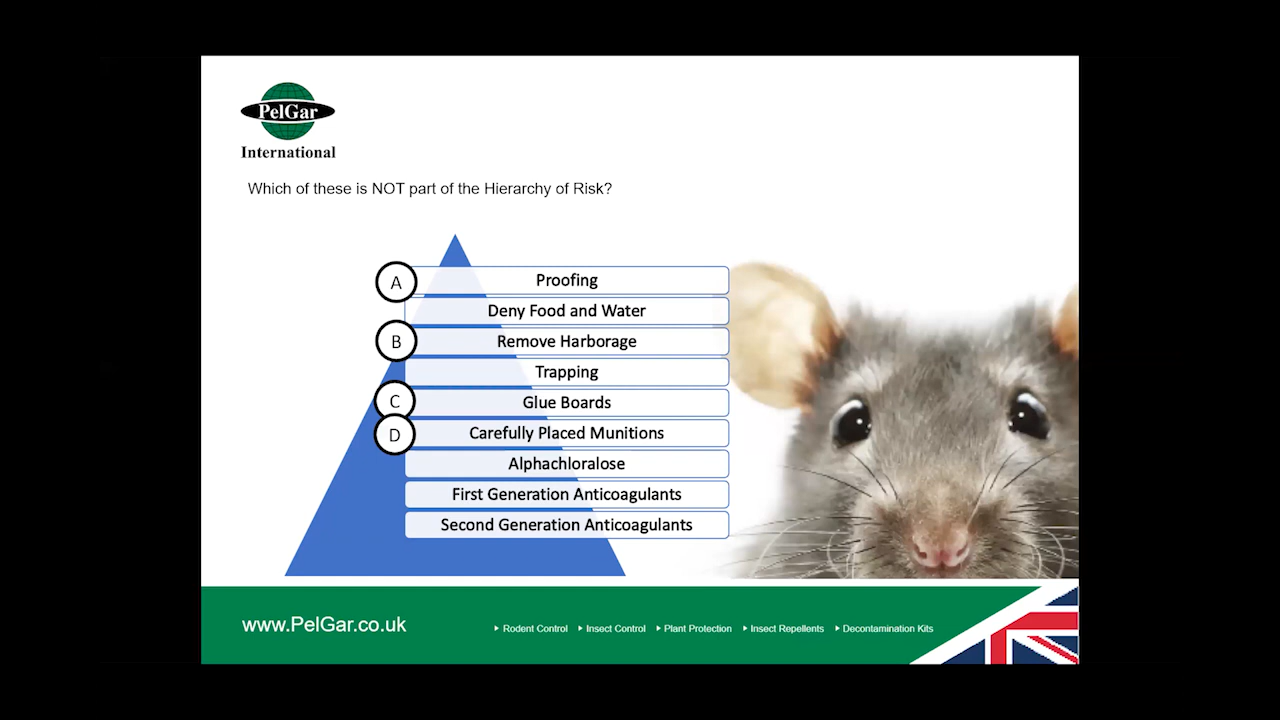 PelGar
International
Which of these is NOT part of the Hierarchy of Risk?
A
Proofing
Deny Food and Water
B
Remove Harborage
Trapping
C
Glue Boards
D
Carefully Placed Munitions
Alphachloralose
First Generation Anticoagulants
Second Generation Anticoagulants
www.PelGar.co.uk
Rodent Control
Insect Control
Plant Protection
Insect Repellents
Decontamination Kits